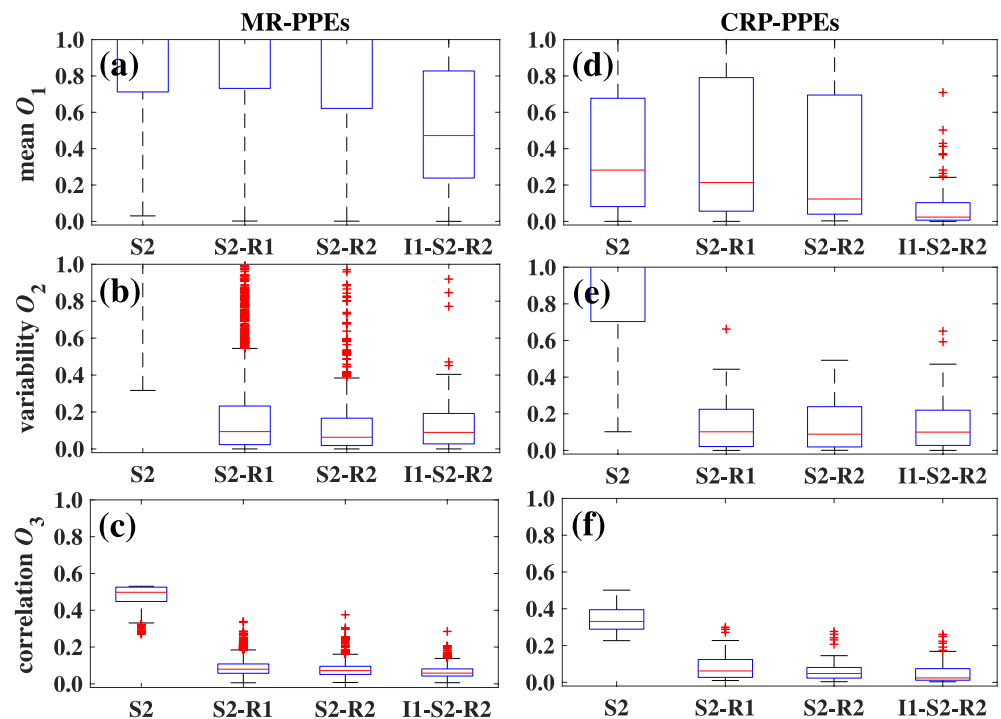 MR-PPEs
CRP-PPEs
(a)
mean O1
1.0
0.8
0.6
0.4
0.2
0.0
S2 S2-R1 S2-R2 I1-S2-R2
(d)
1.0
0.8
0.6
0.4
0.2
0.0
S2 S2-R1 S2-R2 I1-S2-R2
(b)
variability O2
1.0
0.8
0.6
0.4
0.2
0.0
S2 S2-R1 S2-R2 I1-S2-R2
(e)
1.0
0.8
0.6
0.4
0.2
0.0
S2 S2-R1 S2-R2 I1-S2-R2
(c)
correlation O3
1.0
0.8
0.6
0.4
0.2
0.0
S2 S2-R1 S2-R2 I1-S2-R2
(f)
1.0
0.8
0.6
0.4
0.2
0.0
S2 S2-R1 S2-R2 I1-S2-R2